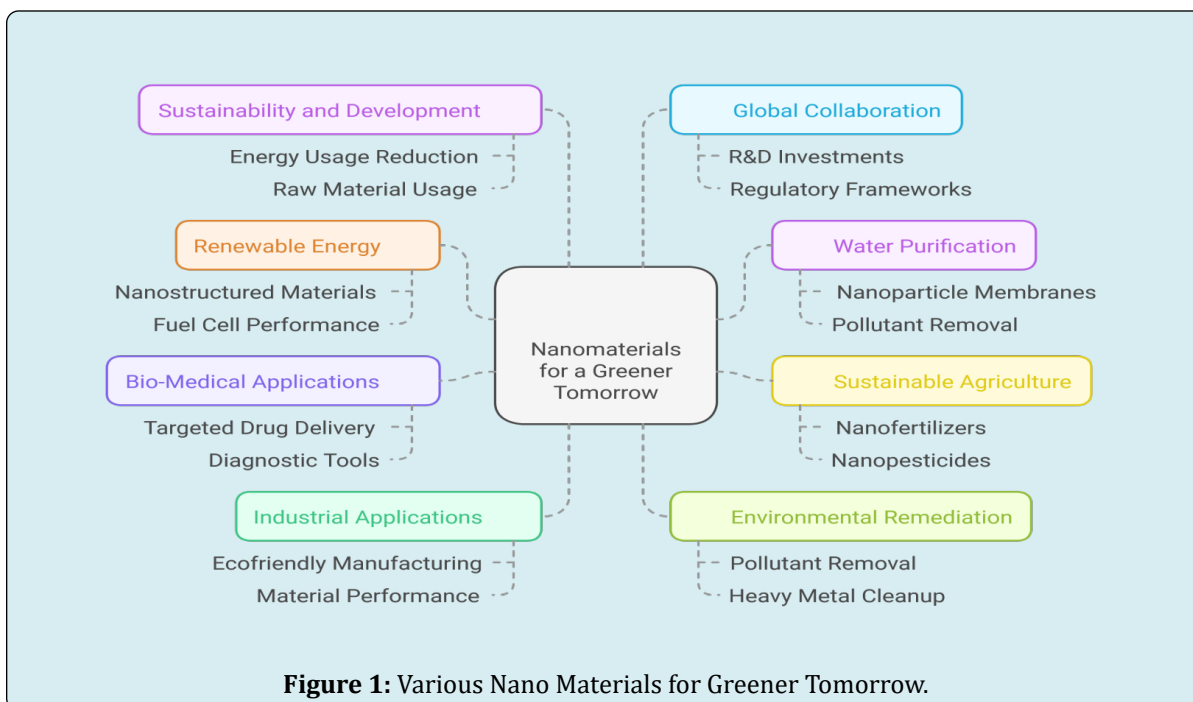 Sustainability and Development
Energy Usage Reduction
Raw Material Usage
Renewable Energy
Nanostructured Materials
Fuel Cell Performance
Bio-Medical Applications
Targeted Drug Delivery
Diagnostic Tools
Industrial Applications
Ecofriendly Manufacturing
Material Performance
Nanomaterials
for a Greener
Tomorrow
Global Collaboration
R&D Investments
Regulatory Frameworks
Water Purification
Nanoparticle Membranes
Pollutant Removal
Sustainable Agriculture
Nanofertilizers
Nanopesticides
Environmental Remediation
Pollutant Removal
Heavy Metal Cleanup
Figure 1: Various Nano Materials for Greener Tomorrow.